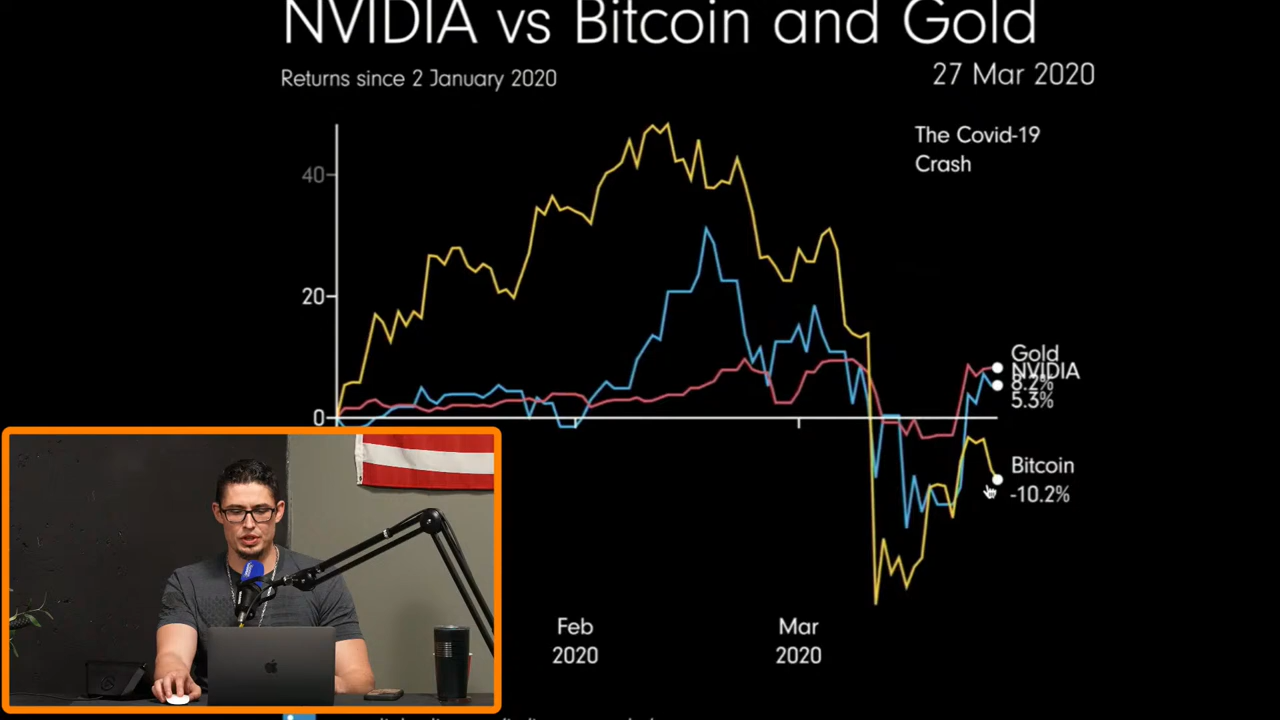 NVIDIA vs Bitcoin and Gold
Returns since 2 January 2020
27 Mar 2020
The Covid-19
Crash
40
20
0
Gold
NVIDIA
8.2%
5.3%
Bitcoin
-10.2%
Feb
2020
Mar
2020